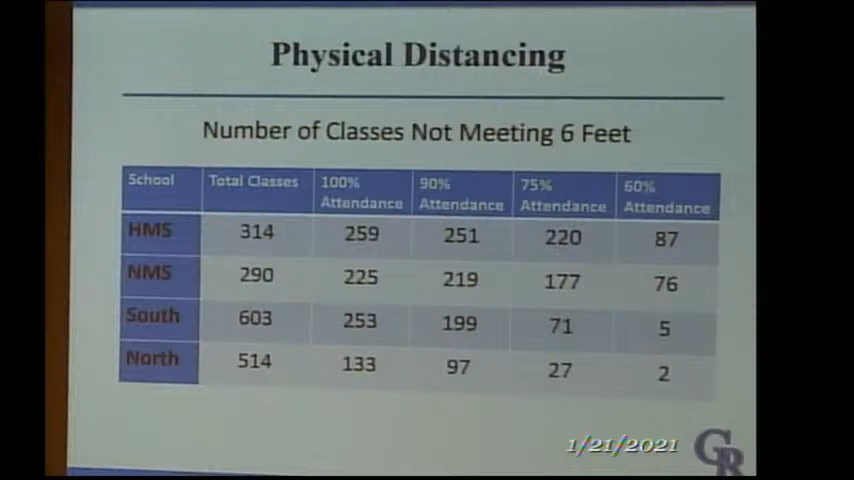 Physical Distancing
Number of Classes Not Meeting 6 Feet
School Total Classes 100% Attendance 90% Attendance 75% Attendance 60% Attendance
HMS 314 259 251 220 87
NMS 290 225 219 177 76
South 603 253 199 71 5
North 514 133 97 27 2
1/21/2021
GR